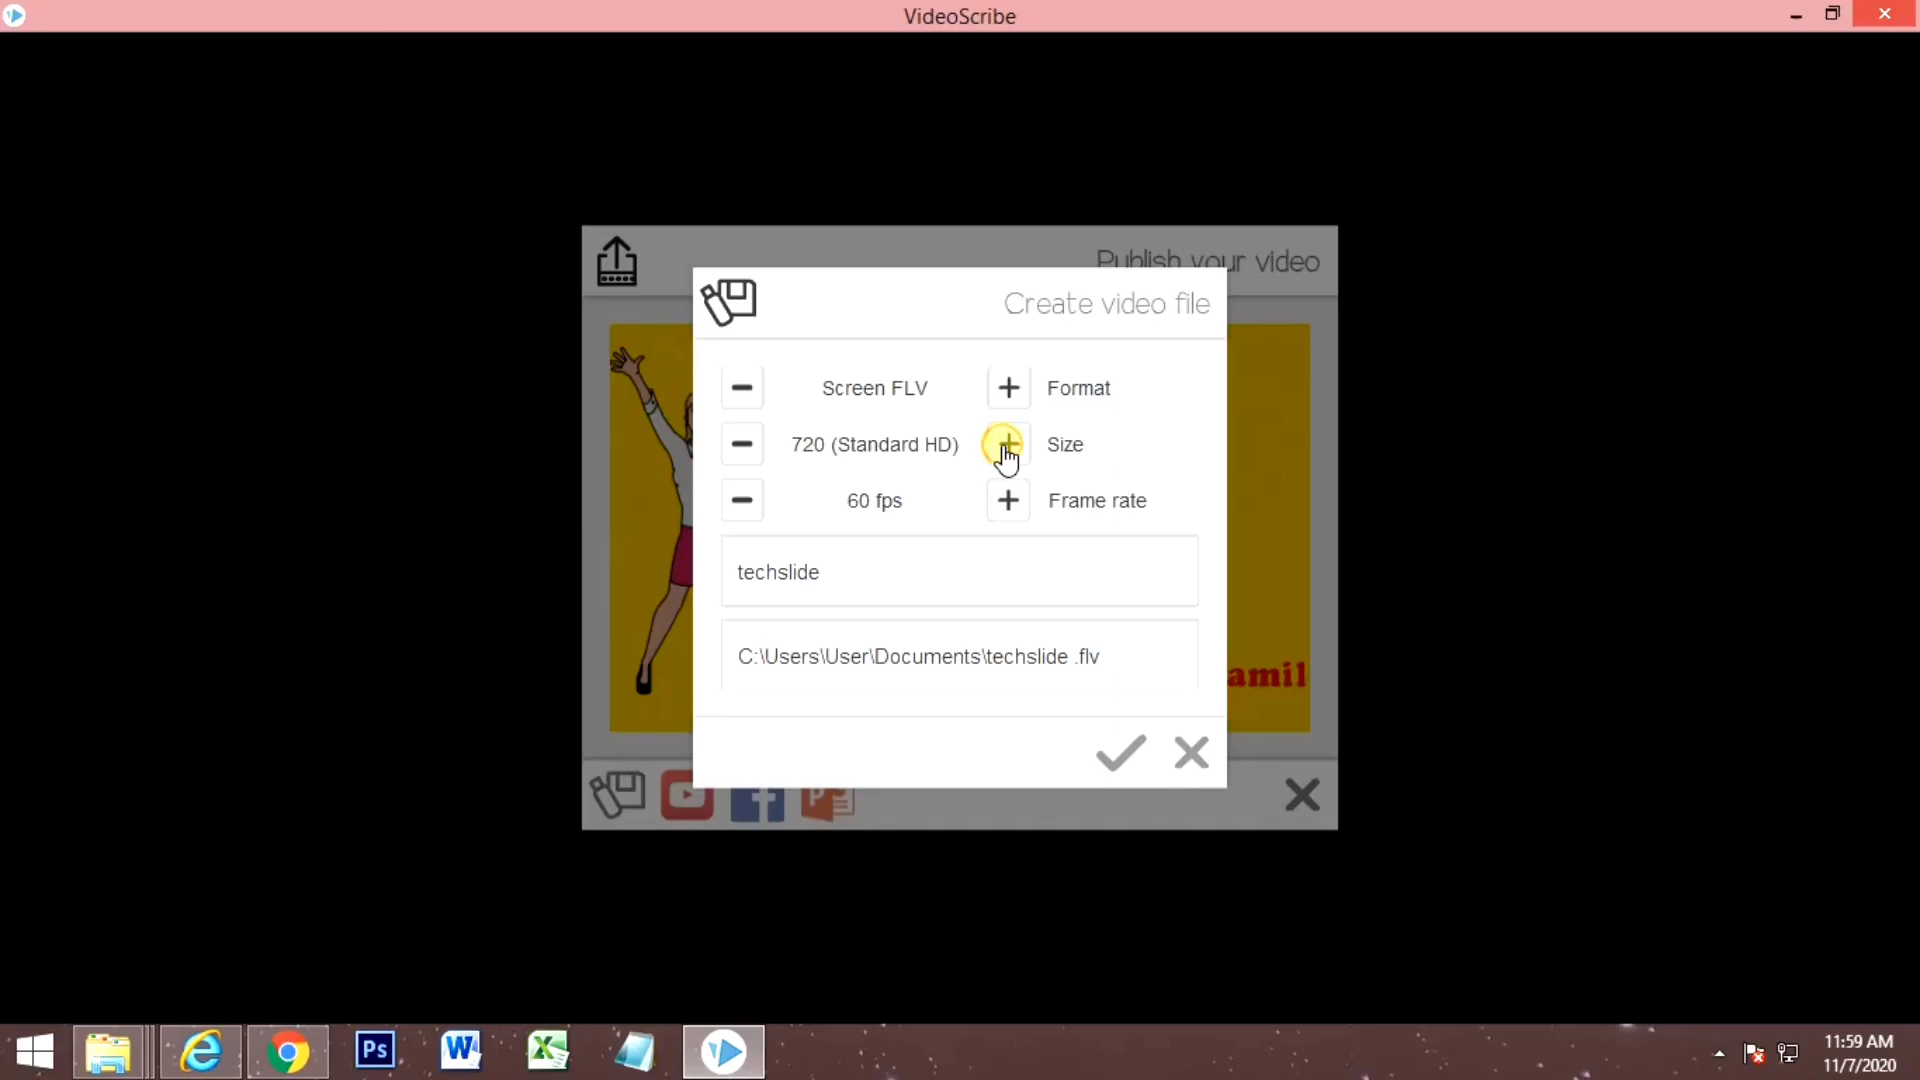 VideoScribe
Publish your video
Create video file
Screen FLV Format
720 (Standard HD) Size
60 fps Frame rate
techslide
C:\Users\User\Documents\techslide .flv
amil
Ps
11:59 AM
11/7/2020